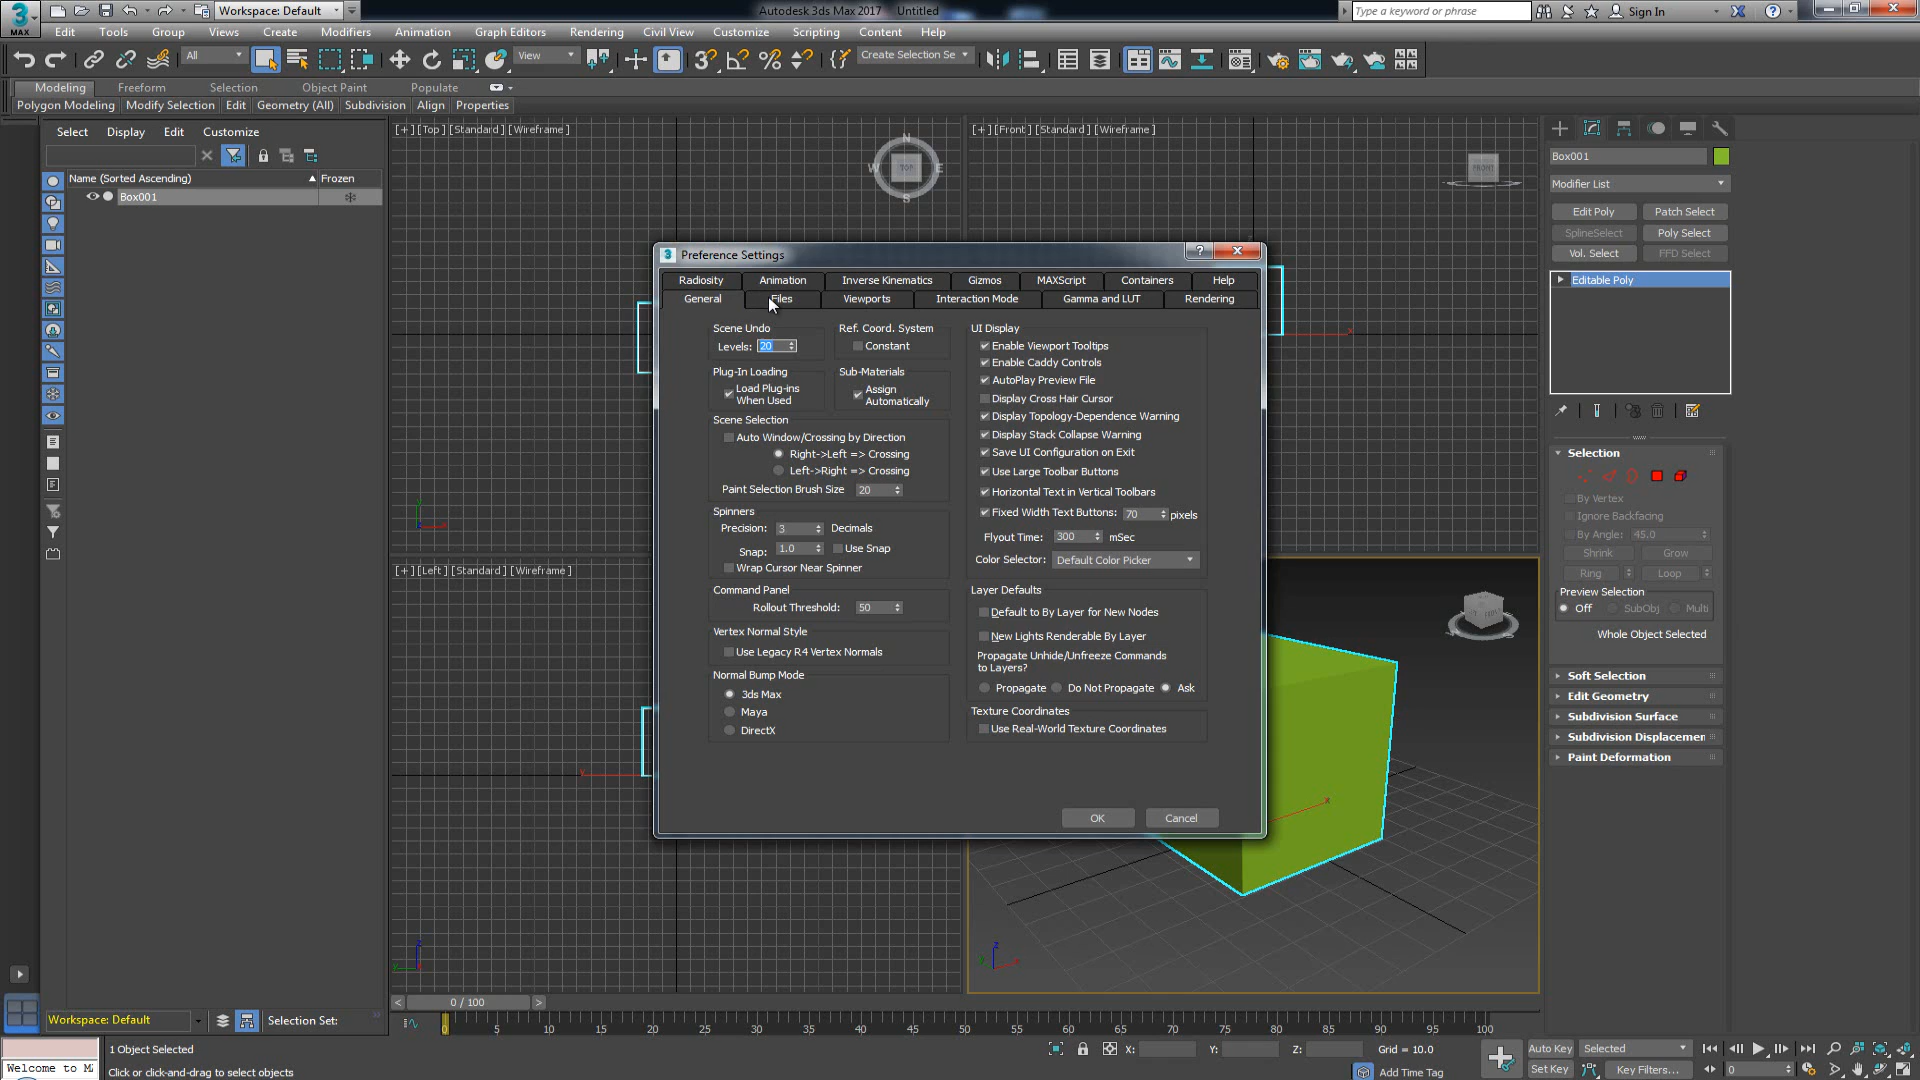 Workspace: Default
Autodesk 3ds Max 2017 Untitled
Type a keyword or phrase
Sign In
MAX
Edit Tools Group Views Create Modifiers Animation Graph Editors Rendering Civil View Customize Scripting Content Help
All
View
Create Selection Se
Modeling Freeform Selection Object Paint Populate
Polygon Modeling Modify Selection Edit Geometry (All) Subdivision Align Properties
Select Display Edit Customize
Name (Sorted Ascending) Frozen
Box001
[+] [Top] [Standard] [Wireframe]
N
W TOP E
S
[+] [Front] [Standard] [Wireframe]
FRONT
[+] [Left] [Standard] [Wireframe]
Preference Settings
Radiosity Animation Inverse Kinematics Gizmos MAXScript Containers Help
General Files Viewports Interaction Mode Gamma and LUT Rendering
Scene Undo
Levels: 20
Ref. Coord. System
Constant
Plug-In Loading
Load Plug-ins
When Used
Sub-Materials
Assign
Automatically
Scene Selection
Auto Window/Crossing by Direction
Right->Left => Crossing
Left->Right => Crossing
Paint Selection Brush Size 20
Spinners
Precision: 3 Decimals
Snap: 1.0 Use Snap
Wrap Cursor Near Spinner
Command Panel
Rollout Threshold: 50
Vertex Normal Style
Use Legacy R4 Vertex Normals
Normal Bump Mode
3ds Max
Maya
DirectX
UI Display
Enable Viewport Tooltips
Enable Caddy Controls
AutoPlay Preview File
Display Cross Hair Cursor
Display Topology-Dependence Warning
Display Stack Collapse Warning
Save UI Configuration on Exit
Use Large Toolbar Buttons
Horizontal Text in Vertical Toolbars
Fixed Width Text Buttons: 70 pixels
Flyout Time: 300 mSec
Color Selector: Default Color Picker
Layer Defaults
Default to By Layer for New Nodes
New Lights Renderable By Layer
Propagate Unhide/Unfreeze Commands
to Layers?
Propagate Do Not Propagate Ask
Texture Coordinates
Use Real-World Texture Coordinates
OK Cancel
Box001
Modifier List
Edit Poly Patch Select
SplineSelect Poly Select
Vol. Select FFD Select
Editable Poly
Selection
By Vertex
Ignore Backfacing
By Angle: 45.0
Shrink Grow
Ring Loop
Preview Selection
Off SubObj Multi
Whole Object Selected
Soft Selection
Edit Geometry
Subdivision Surface
Subdivision Displacemen
Paint Deformation
0 / 100
Workspace: Default
Selection Set:
0 5 10 15 20 25 30 35 40 45 50 55 60 65 70 75 80 85 90 95 100
1 Object Selected
Welcome to MA
Click or click-and-drag to select objects
X: Y: Z: Grid = 10.0
Add Time Tag
Auto Key Selected
Set Key Key Filters...
0